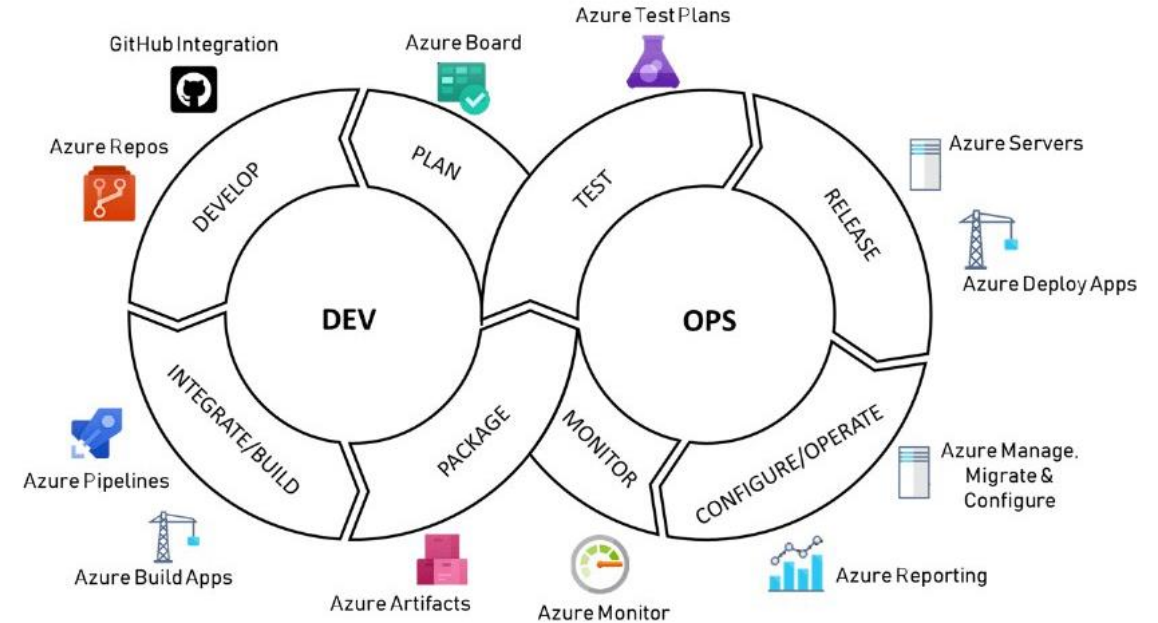 Azure Test Plans
GitHub Integration
Azure Board
Azure Repos
Azure Servers
DEVELOP
PLAN
TEST
RELEASE
Azure Deploy Apps
DEV
OPS
INTEGRATE/BUILD
PACKAGE
MONITOR
CONFIGURE/OPERATE
Azure Pipelines
Azure Manage,
Migrate &
Configure
Azure Build Apps
Azure Artifacts
Azure Monitor
Azure Reporting